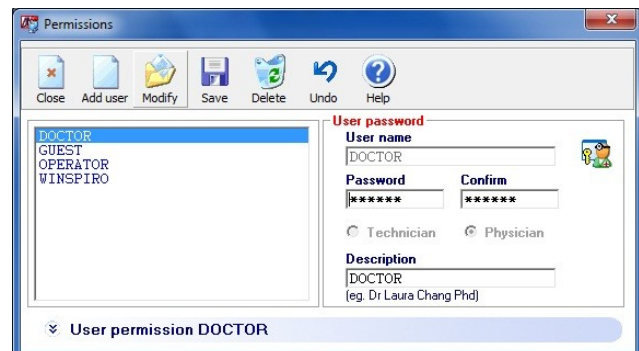 Permissions
Close Add user Modify Save Delete Undo Help
DOCTOR
GUEST
OPERATOR
WINSPIRO
User password
User name
DOCTOR
Password Confirm
****** ******
Technician Physician
Description
DOCTOR
(eg. Dr Laura Chang Phd)
User permission DOCTOR